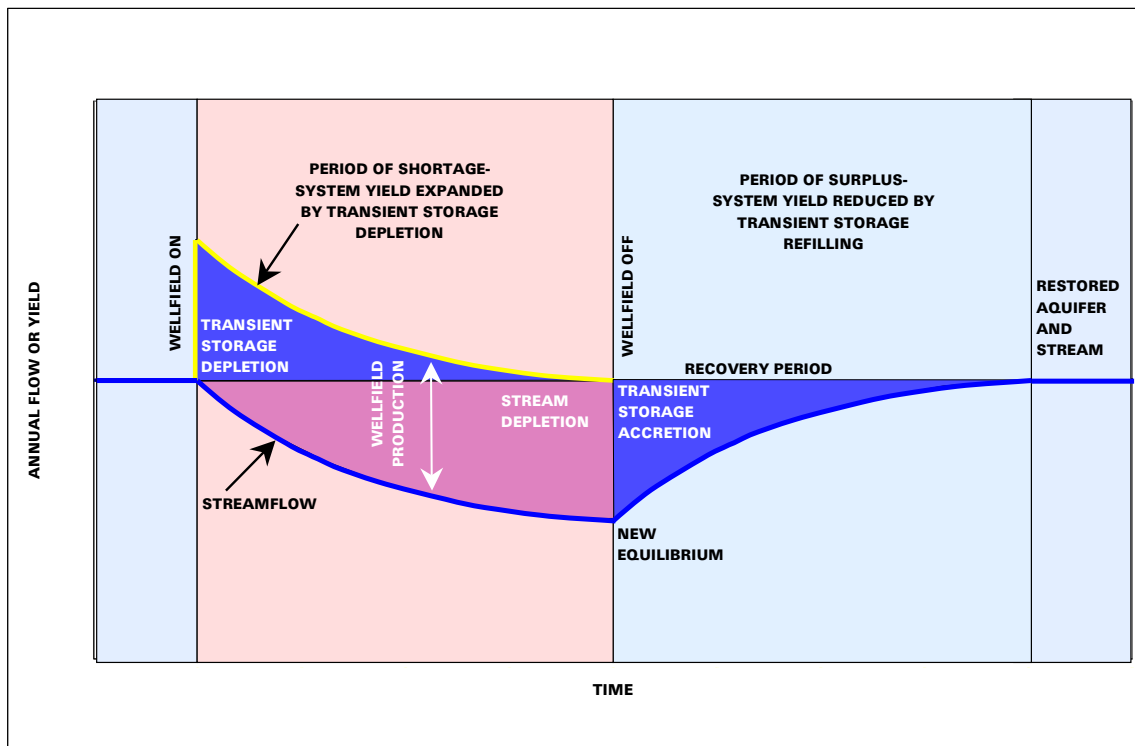 PERIOD OF SHORTAGE-
SYSTEM YIELD EXPANDED
BY TRANSIENT STORAGE
DEPLETION
PERIOD OF SURPLUS-
SYSTEM YIELD REDUCED BY
TRANSIENT STORAGE
REFILLING
WELLFIELD ON
WELLFIELD OFF
RESTORED
AQUIFER
AND
STREAM
ANNUAL FLOW OR YIELD
TRANSIENT
STORAGE
DEPLETION
RECOVERY PERIOD
WELLFIELD
PRODUCTION
STREAM
DEPLETION
TRANSIENT
STORAGE
ACCRETION
STREAMFLOW
NEW
EQUILIBRIUM
TIME